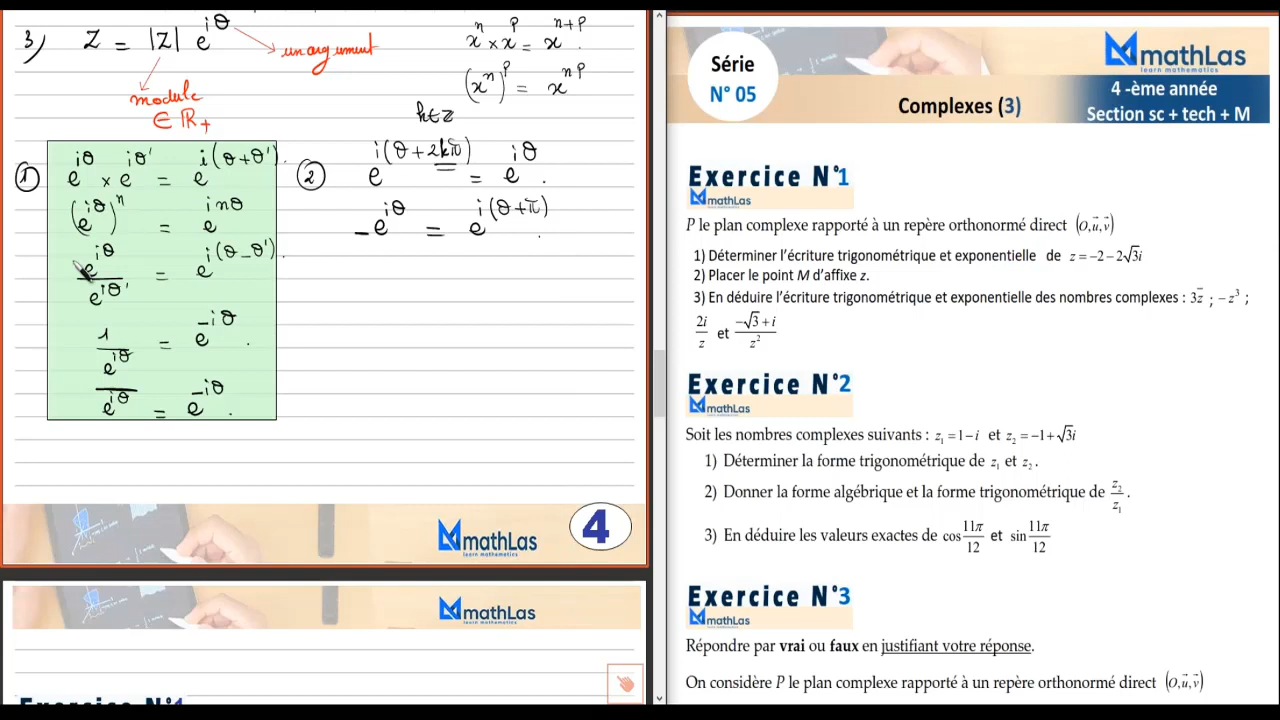 3) Z = |Z| e^{iθ}
un argument
module
∈ ℝ₊
x^n × x^p = x^{n+p}.
(x^n)^p = x^{np}
k∈Z
① e^{iθ} × e^{iθ'} = e^{i(θ+θ')}.
(e^{iθ})^n = e^{inθ}
e^{iθ} / e^{iθ'} = e^{i(θ-θ')}.
1 / e^{iθ} = e^{-iθ}.
\overline{e^{iθ}} = e^{-iθ}.
② e^{i(θ+2kπ)} = e^{iθ}.
-e^{iθ} = e^{i(θ+π)}.
mathLas
4
mathLas
Exercice N°1
Série
N° 05
mathLas
learn mathematics
Complexes (3)
4 -ème année
Section sc + tech + M
Exercice N°1
mathLas
P le plan complexe rapporté à un repère orthonormé direct (O,u⃗,v⃗)
1) Déterminer l'écriture trigonométrique et exponentielle de z = −2 − 2√3i
2) Placer le point M d'affixe z.
3) En déduire l'écriture trigonométrique et exponentielle des nombres complexes : 3z̄ ; −z³ ;
2i/z et (−√3 + i)/z²
Exercice N°2
mathLas
Soit les nombres complexes suivants : z₁ = 1 − i et z₂ = −1 + √3i
1) Déterminer la forme trigonométrique de z₁ et z₂.
2) Donner la forme algébrique et la forme trigonométrique de z₂/z₁.
3) En déduire les valeurs exactes de cos 11π/12 et sin 11π/12
Exercice N°3
mathLas
Répondre par vrai ou faux en justifiant votre réponse.
On considère P le plan complexe rapporté à un repère orthonormé direct (O,u⃗,v⃗)